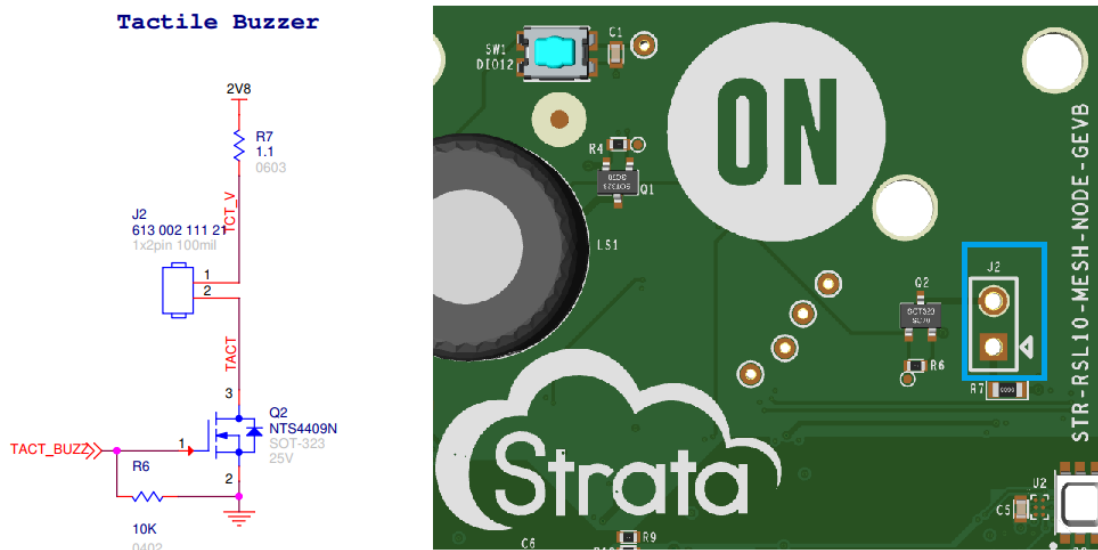 Tactile Buzzer
2V8
R7
1.1
0603
TCT_V
J2
613 002 111 21
1x2pin 100mil
1
2
TACT
3
Q2
NTS4409N
SOT-323
25V
TACT_BUZZ
1
2
R6
10K
0402
SW1
DIO12
C1
ON
R4
Q1
LS1
J2
Q2
R6
R7
STR-RSL10-MESH-NODE-GEVB
Strata
U2
C5
C6
R9